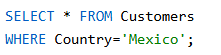 SELECT * FROM Customers
WHERE Country='Mexico';